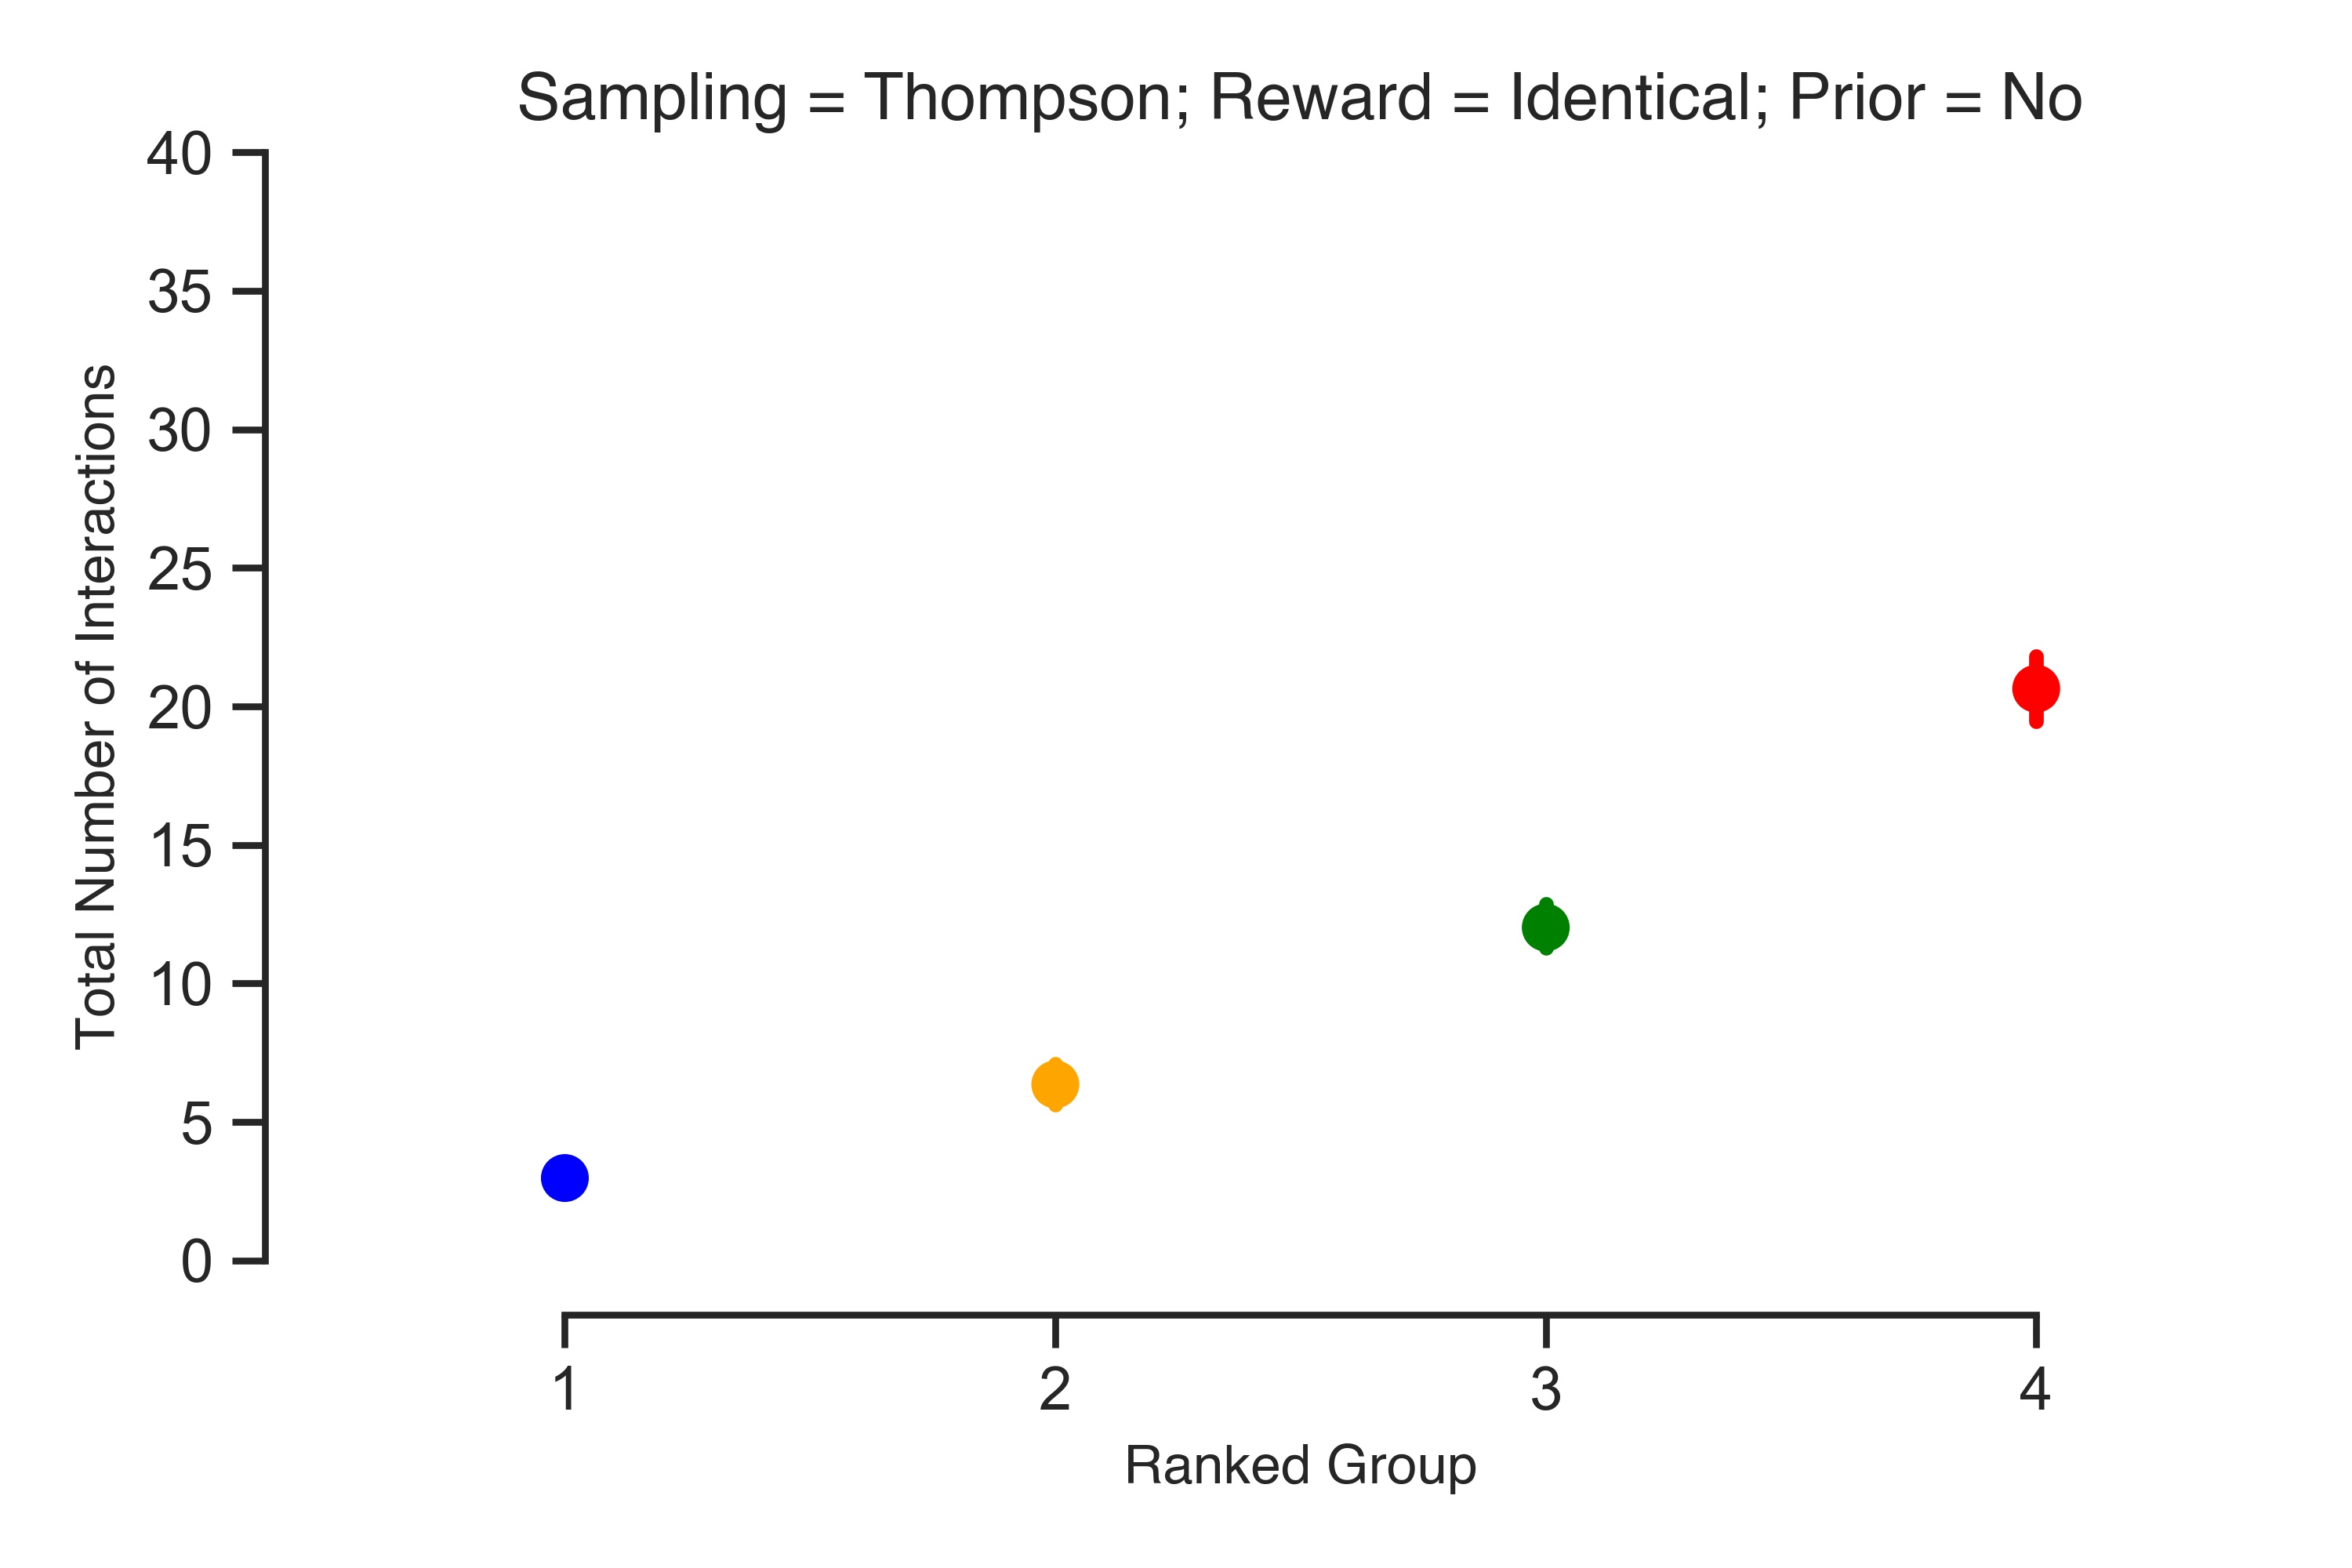 Sampling = Thompson; Reward = Identical; Prior = No
40
35
30
25
20
15
10
5
0
Total Number of Interactions
1 2 3 4
Ranked Group